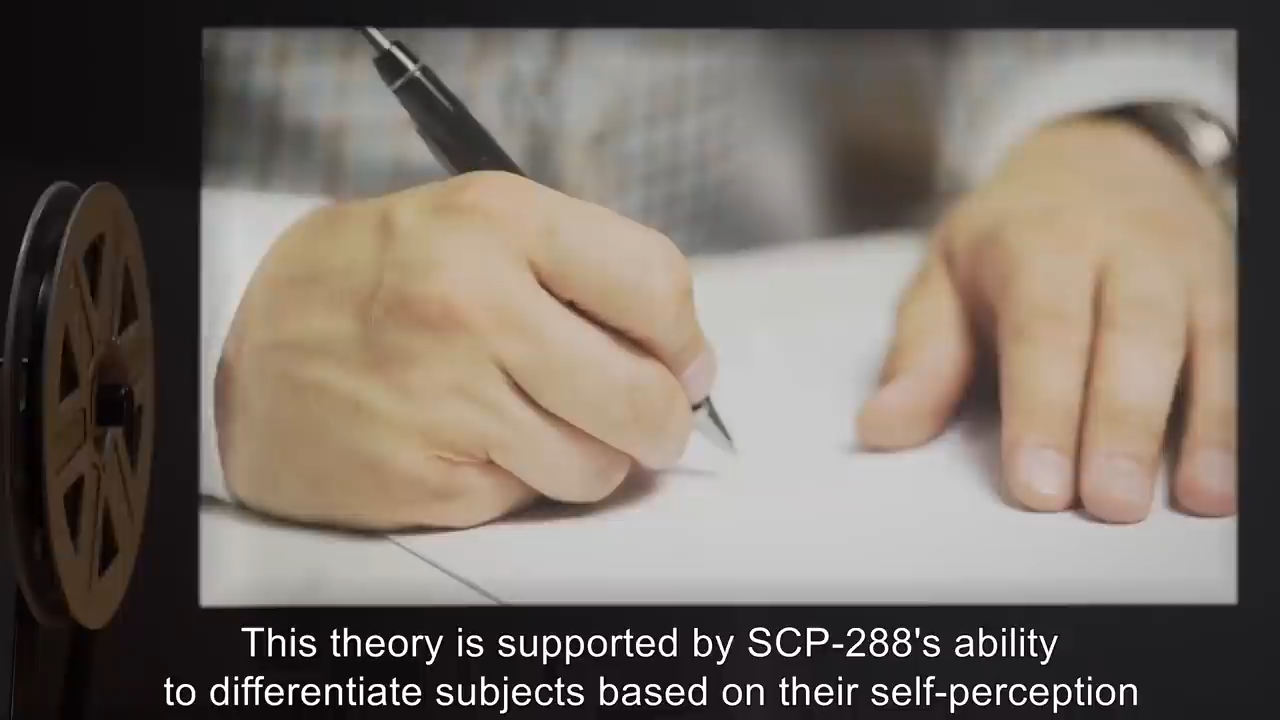 This theory is supported by SCP-288's ability
to differentiate subjects based on their self-perception